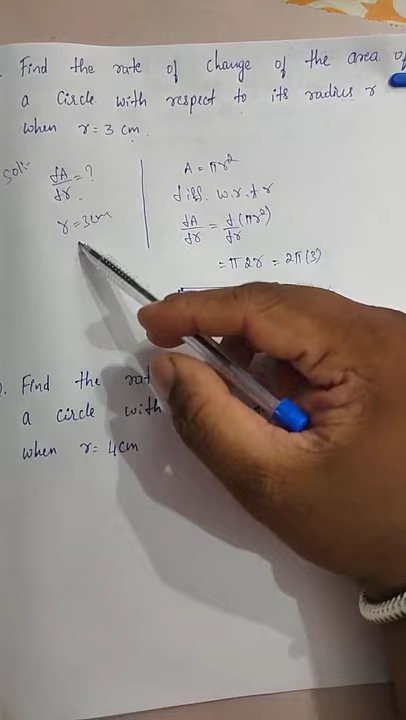 Find the rate of change of the area of
a circle with respect to its radius r
when r = 3 cm.
Sol:-
dA/dr = ?
r = 3cm
A = πr²
diff. w.r.t r
dA/dr = d/dr (πr²)
= π 2r = 2π(3)
Find the rat
a circle with
when r = 4cm